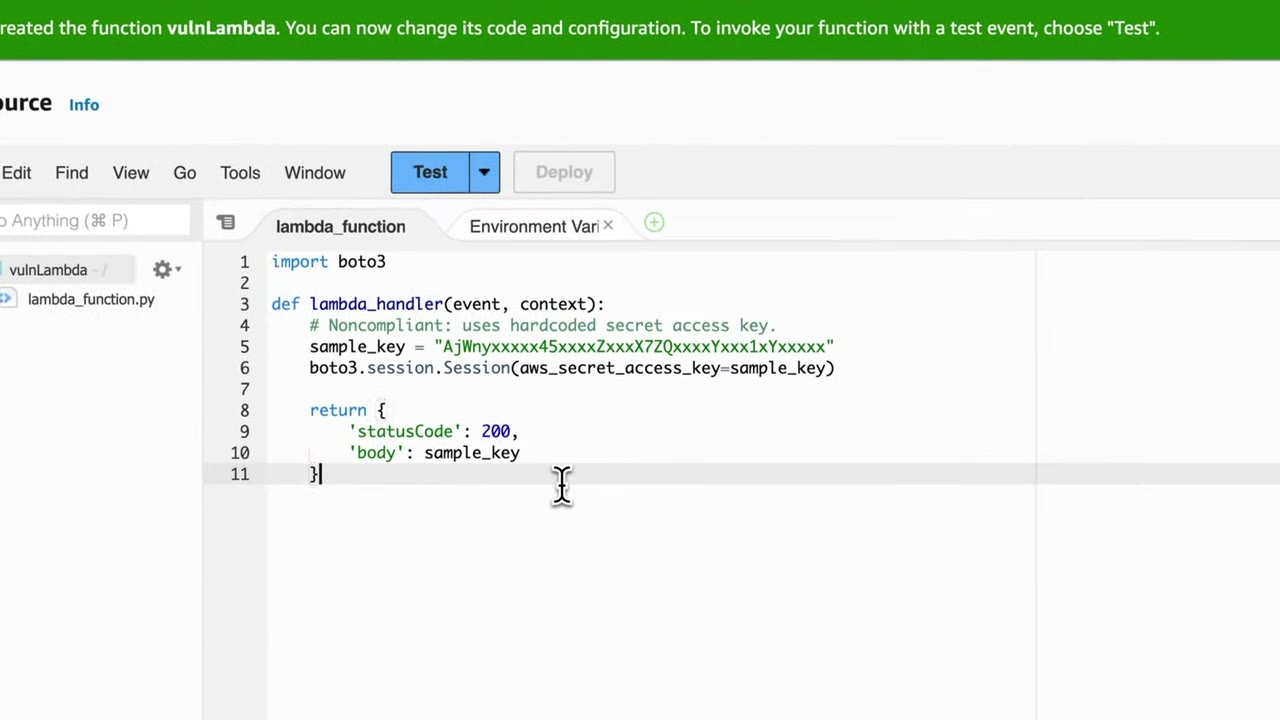 reated the function vulnLambda. You can now change its code and configuration. To invoke your function with a test event, choose "Test".
ource Info
Edit Find View Go Tools Window Test Deploy
o Anything (⌘ P) lambda_function Environment Vari ×
vulnLambda - /
lambda_function.py
1 import boto3
2
3 def lambda_handler(event, context):
4     # Noncompliant: uses hardcoded secret access key.
5     sample_key = "AjWnyxxxxx45xxxxZxxxX7ZQxxxxYxxx1xYxxxxx"
6     boto3.session.Session(aws_secret_access_key=sample_key)
7
8     return {
9         'statusCode': 200,
10         'body': sample_key
11     }